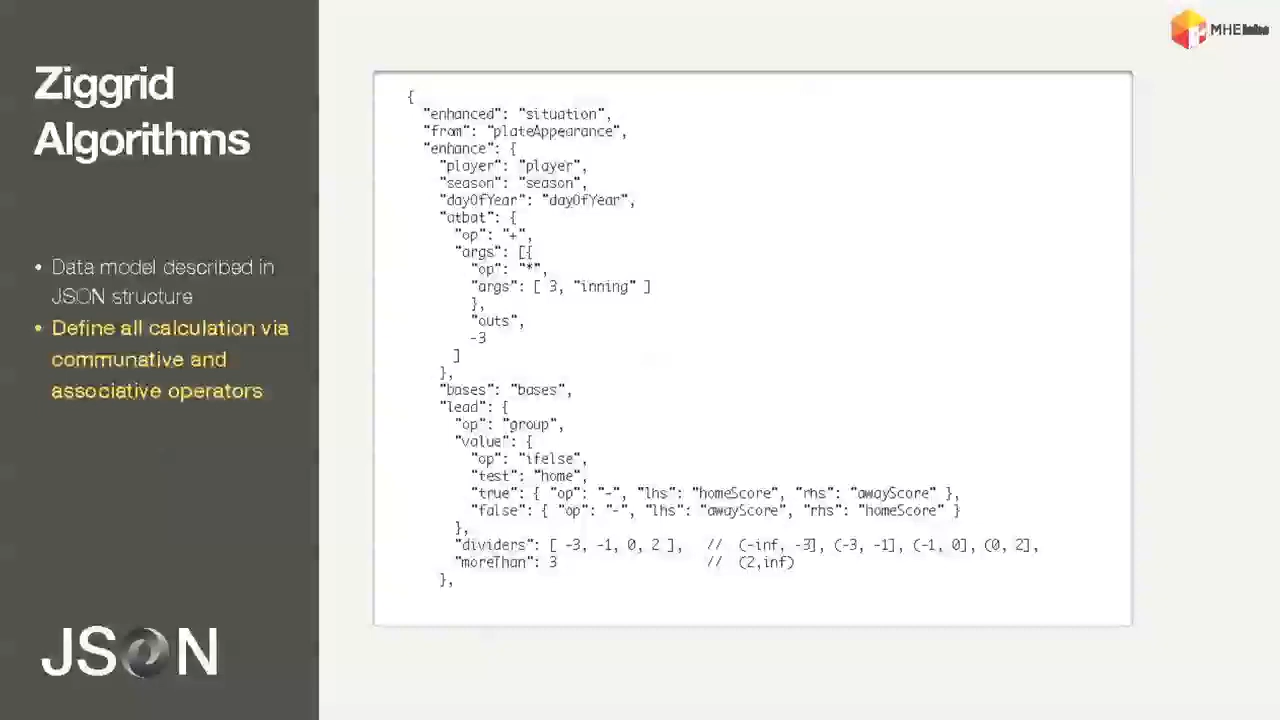 Ziggrid
Algorithms
• Data model described in
JSON structure
• Define all calculation via
communative and
associative operators
JSON
MHE
{
"enhanced": "situation",
"from": "plateAppearance",
"enhance": {
"player": "player",
"season": "season",
"dayOfYear": "dayOfYear",
"atbat": {
"op": "+",
"args": [{
"op": "*",
"args": [ 3, "inning" ]
},
"outs",
-3
]
},
"bases": "bases",
"lead": {
"op": "group",
"value": {
"op": "ifelse",
"test": "home",
"true": { "op": "-", "lhs": "homeScore", "rhs": "awayScore" },
"false": { "op": "-", "lhs": "awayScore", "rhs": "homeScore" }
},
"dividers": [ -3, -1, 0, 2 ], // (-inf, -3], (-3, -1], (-1, 0], (0, 2],
"moreThan": 3 // (2,inf)
},